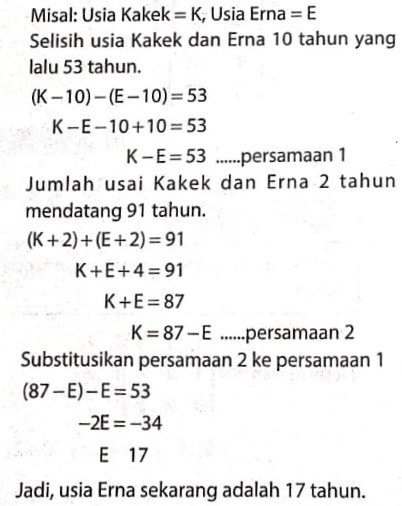 Misal: Usia Kakek = K, Usia Erna = E
Selisih usia Kakek dan Erna 10 tahun yang
lalu 53 tahun.
(K – 10) – (E – 10) = 53
K – E – 10 + 10 = 53
K – E = 53 ......persamaan 1
Jumlah usai Kakek dan Erna 2 tahun
mendatang 91 tahun.
(K + 2) + (E + 2) = 91
K + E + 4 = 91
K + E = 87
K = 87 – E ......persamaan 2
Substitusikan persamaan 2 ke persamaan 1
(87 – E) – E = 53
–2E = –34
E 17
Jadi, usia Erna sekarang adalah 17 tahun.